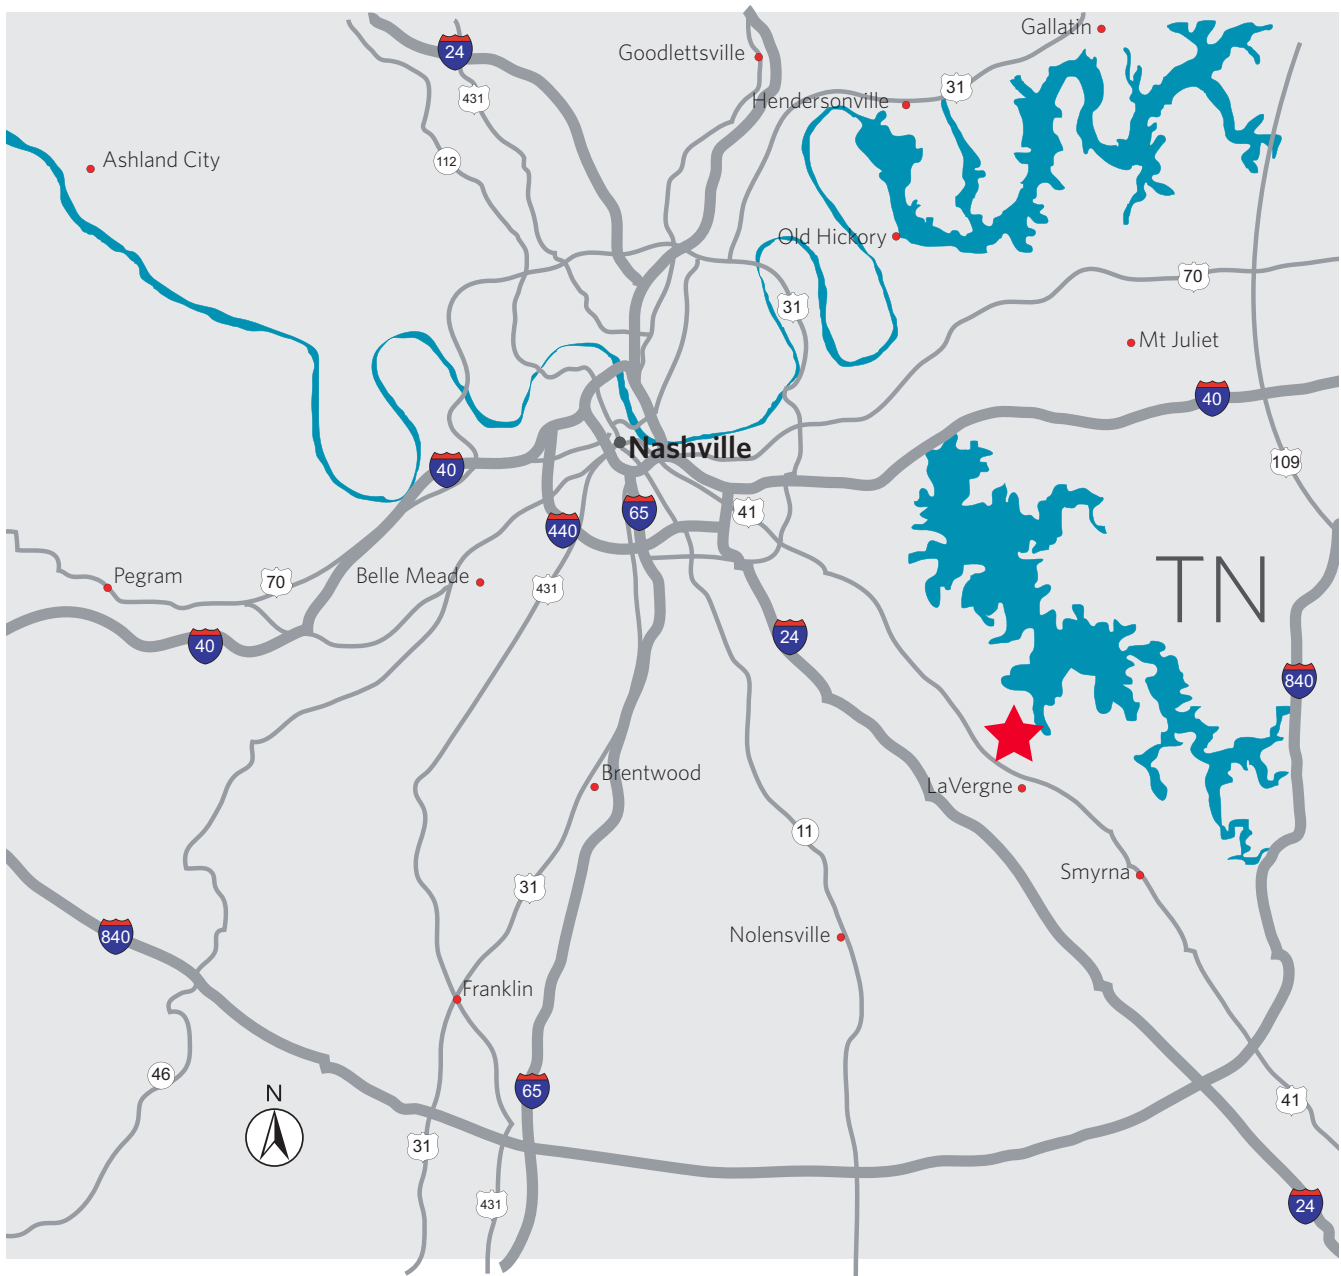 Gallatin
24
Goodlettsville
31
431
Hendersonville
112
Ashland City
Old Hickory
70
31
Mt Juliet
40
Nashville
40
109
65
41
440
Pegram
70
Belle Meade
431
TN
24
40
840
Brentwood
LaVergne
11
Smyrna
31
840
Nolensville
Franklin
46
65
N
41
31
431
24